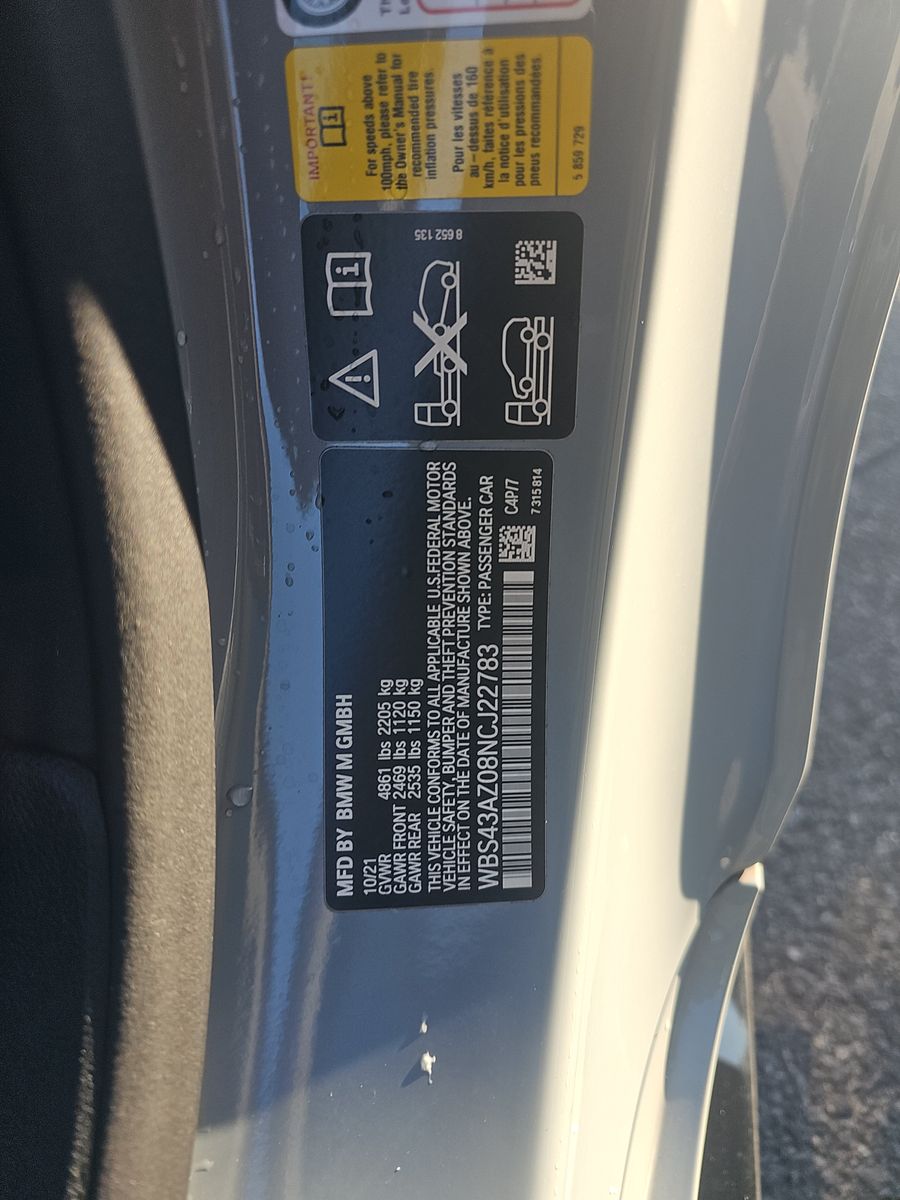 MFD BY BMW M GMBH
10/21
GVWR 4861 lbs 2205 kg
GAWR FRONT 2469 lbs 1120 kg
GAWR REAR 2535 lbs 1150 kg
THIS VEHICLE CONFORMS TO ALL APPLICABLE U.S.FEDERAL MOTOR
VEHICLE SAFETY, BUMPER AND THEFT PREVENTION STANDARDS
IN EFFECT ON THE DATE OF MANUFACTURE SHOWN ABOVE.
WBS43AZ08NCJ22783 TYPE: PASSENGER CAR
C4P/7
7 315 814
8 652 135
IMPORTANT!
For speeds above
100mph, please refer to
the Owner's Manual for
recommended tire
inflation pressures.
Pour les vitesses
au-dessus de 160
km/h, faites référence à
la notice d'utilisation
pour les pressions des
pneus recommandées.
5 859 729